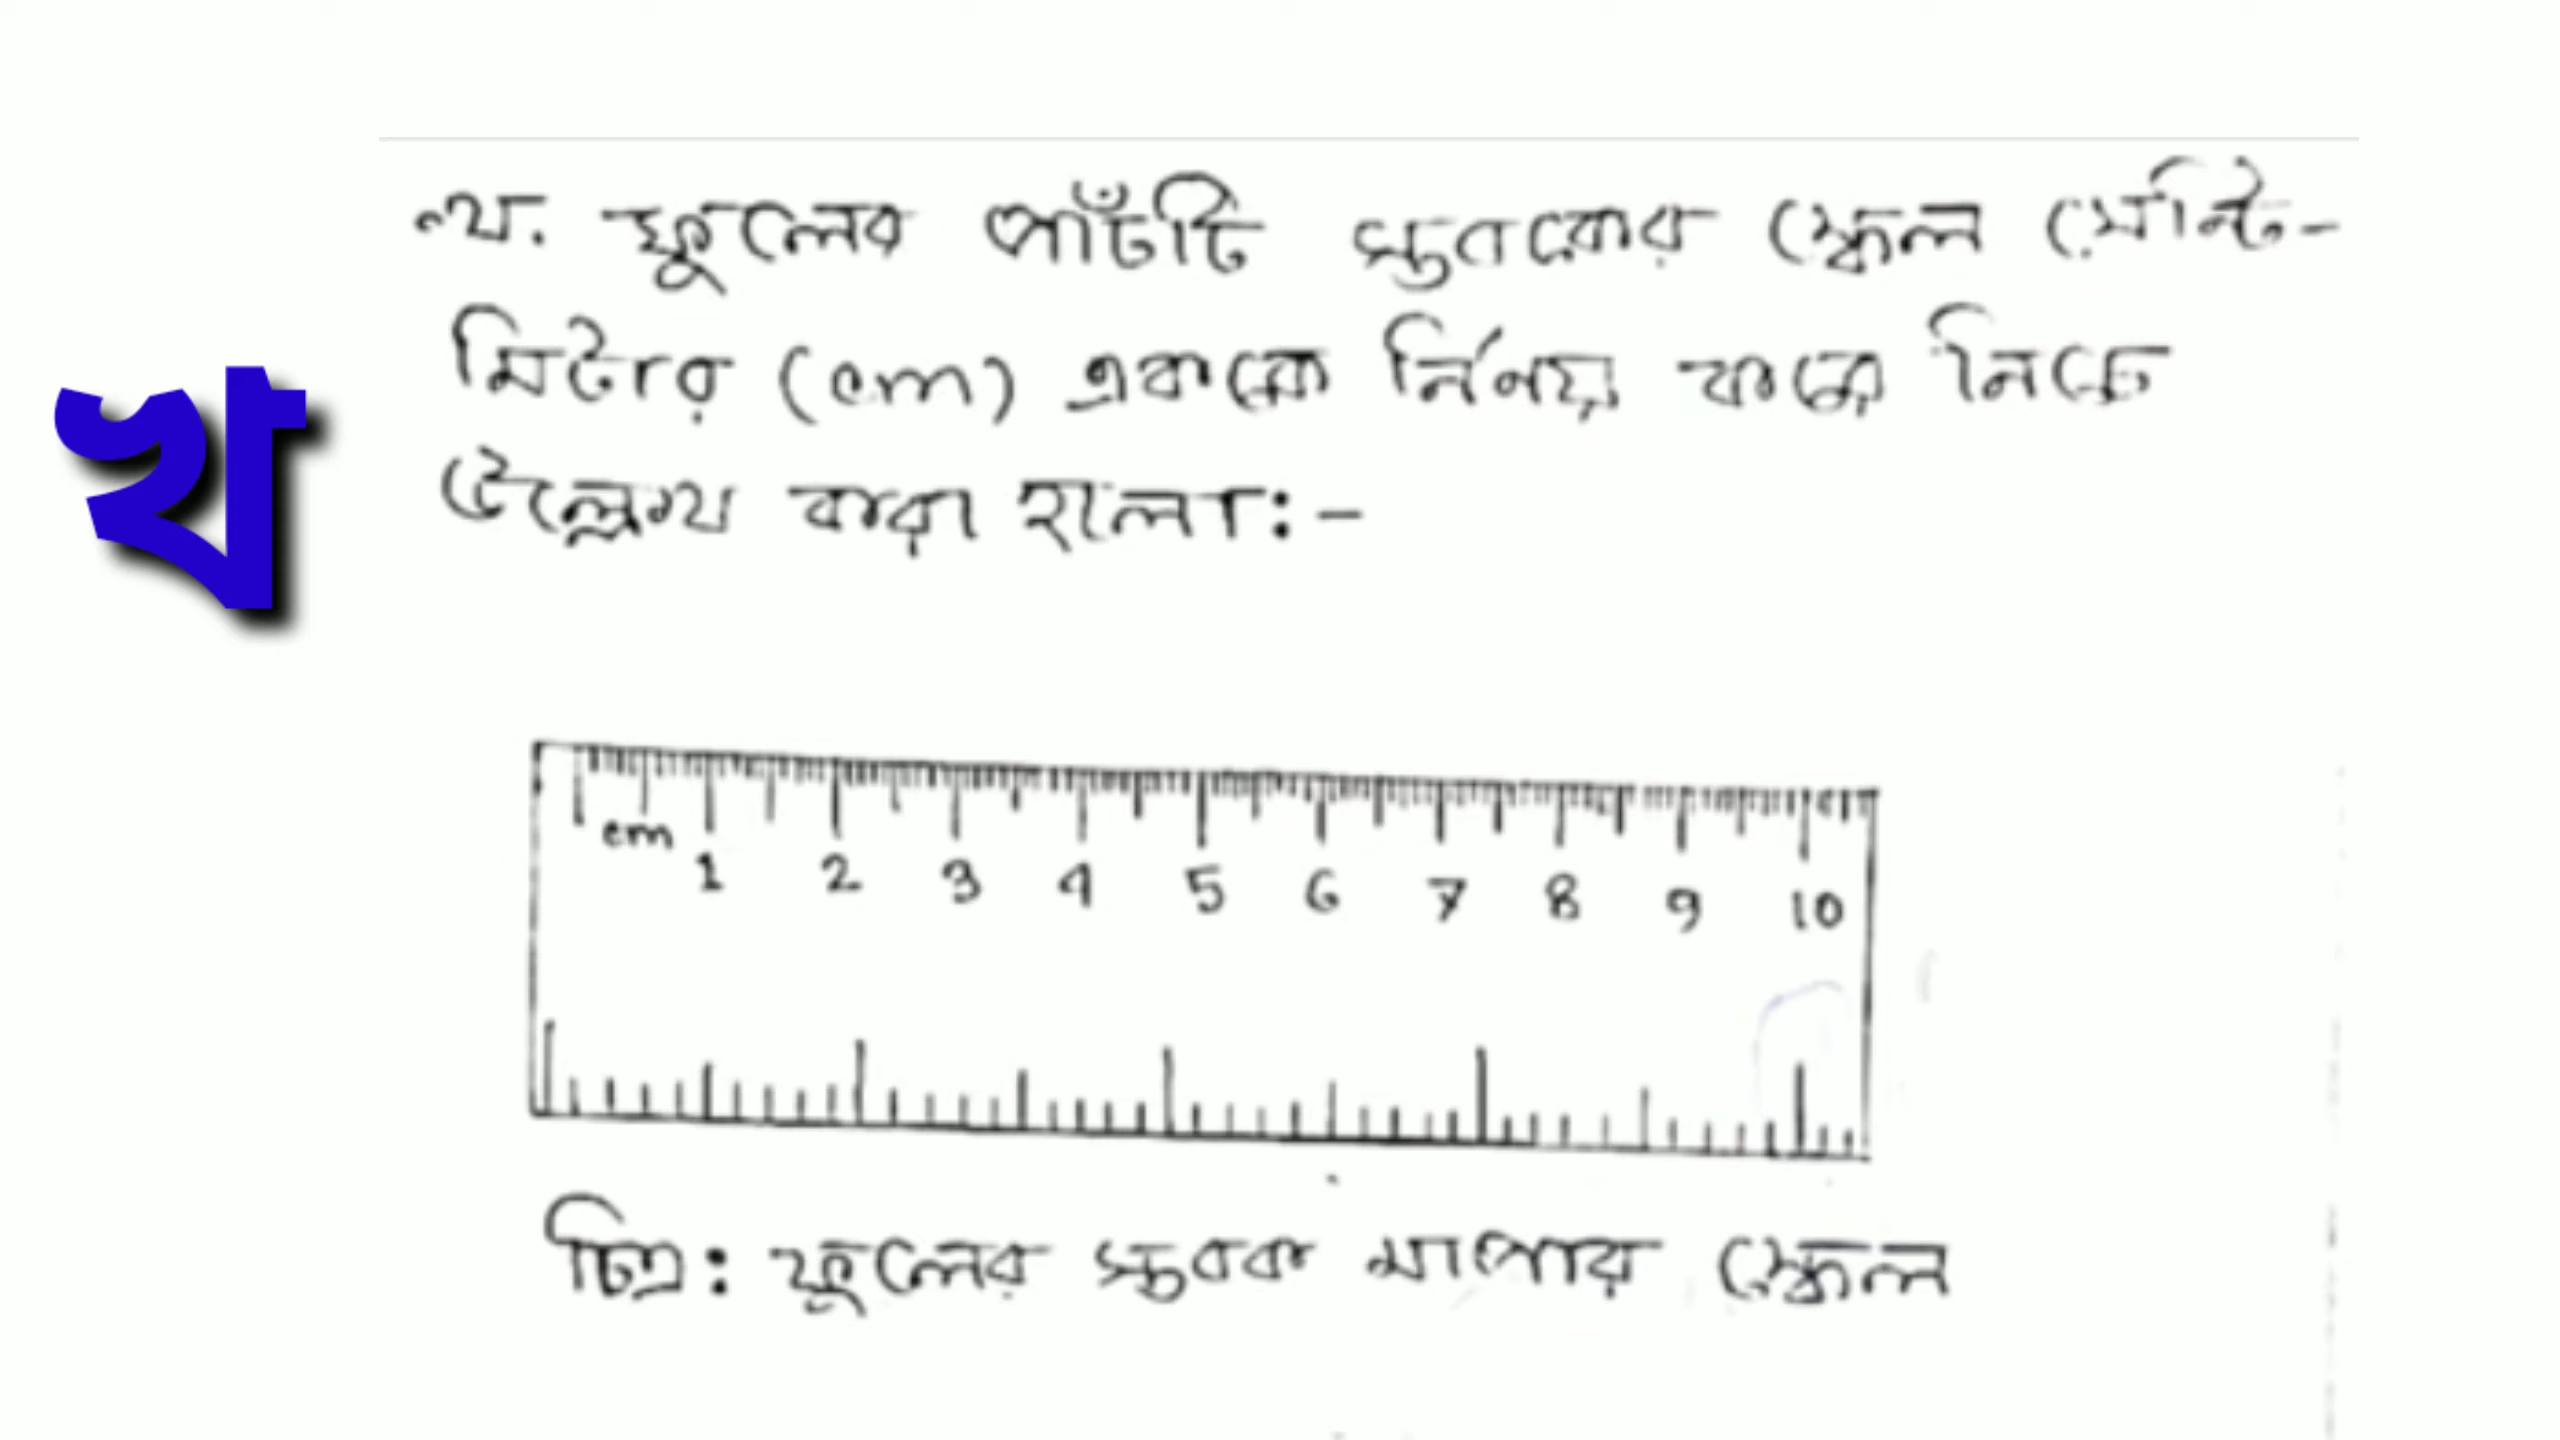 খ
খ. ফুলের পাঁচটি স্তবকের স্কেল সেন্টি-
মিটার (cm) এককে নির্ণয় করে নিচে
উল্লেখ করা হলো:-
cm
1 2 3 4 5 6 7 8 9 10
চিত্র: ফুলের স্তবক মাপার স্কেল